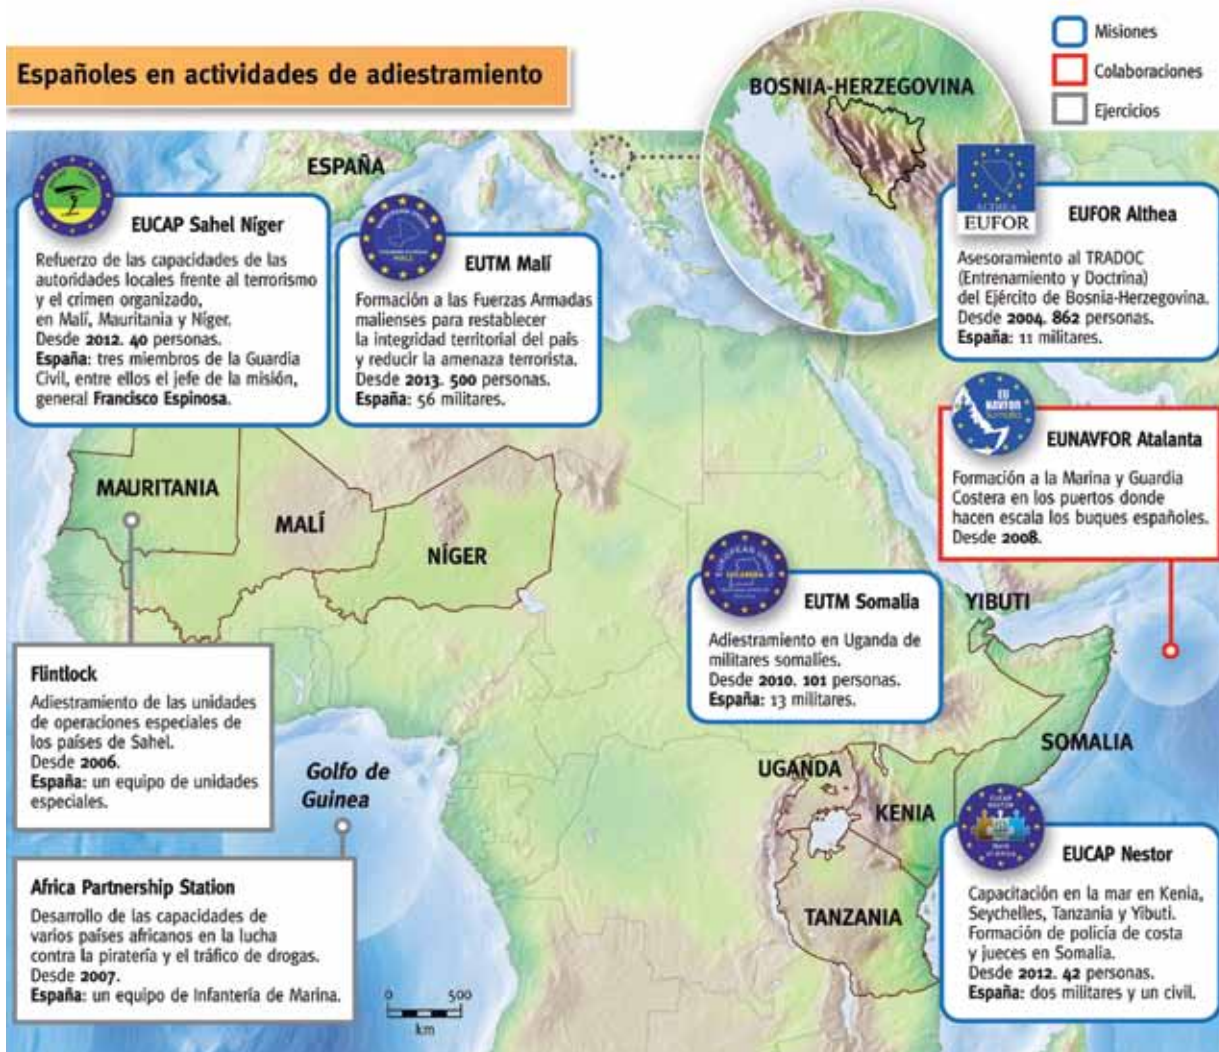 Españoles en actividades de adiestramiento
Misiones
Colaboraciones
Ejercicios
BOSNIA-HERZEGOVINA
ESPAÑA
EUCAP Sahel Níger
Refuerzo de las capacidades de las
autoridades locales frente al terrorismo
y el crimen organizado,
en Malí, Mauritania y Níger.
Desde 2012. 40 personas.
España: tres miembros de la Guardia
Civil, entre ellos el jefe de la misión,
general Francisco Espinosa.
EUTM Malí
Formación a las Fuerzas Armadas
malienses para restablecer
la integridad territorial del país
y reducir la amenaza terrorista.
Desde 2013. 500 personas.
España: 56 militares.
ALTHEA
EUFOR
EUFOR Althea
Asesoramiento al TRADOC
(Entrenamiento y Doctrina)
del Ejército de Bosnia-Herzegovina.
Desde 2004. 862 personas.
España: 11 militares.
EU
NAVFOR
EUNAVFOR Atalanta
Formación a la Marina y Guardia
Costera en los puertos donde
hacen escala los buques españoles.
Desde 2008.
MAURITANIA
MALÍ
NÍGER
EUROPEAN UNION
EUTM Somalia
Adiestramiento en Uganda de
militares somalíes.
Desde 2010. 101 personas.
España: 13 militares.
YIBUTI
SOMALIA
UGANDA
KENIA
TANZANIA
Flintlock
Adiestramiento de las unidades
de operaciones especiales de
los países de Sahel.
Desde 2006.
España: un equipo de unidades
especiales.
Golfo de
Guinea
Africa Partnership Station
Desarrollo de las capacidades de
varios países africanos en la lucha
contra la piratería y el tráfico de drogas.
Desde 2007.
España: un equipo de Infantería de Marina.
0 500
km
EUCAP
NESTOR
EUCAP Nestor
Capacitación en la mar en Kenia,
Seychelles, Tanzania y Yibuti.
Formación de policía de costa
y jueces en Somalia.
Desde 2012. 42 personas.
España: dos militares y un civil.